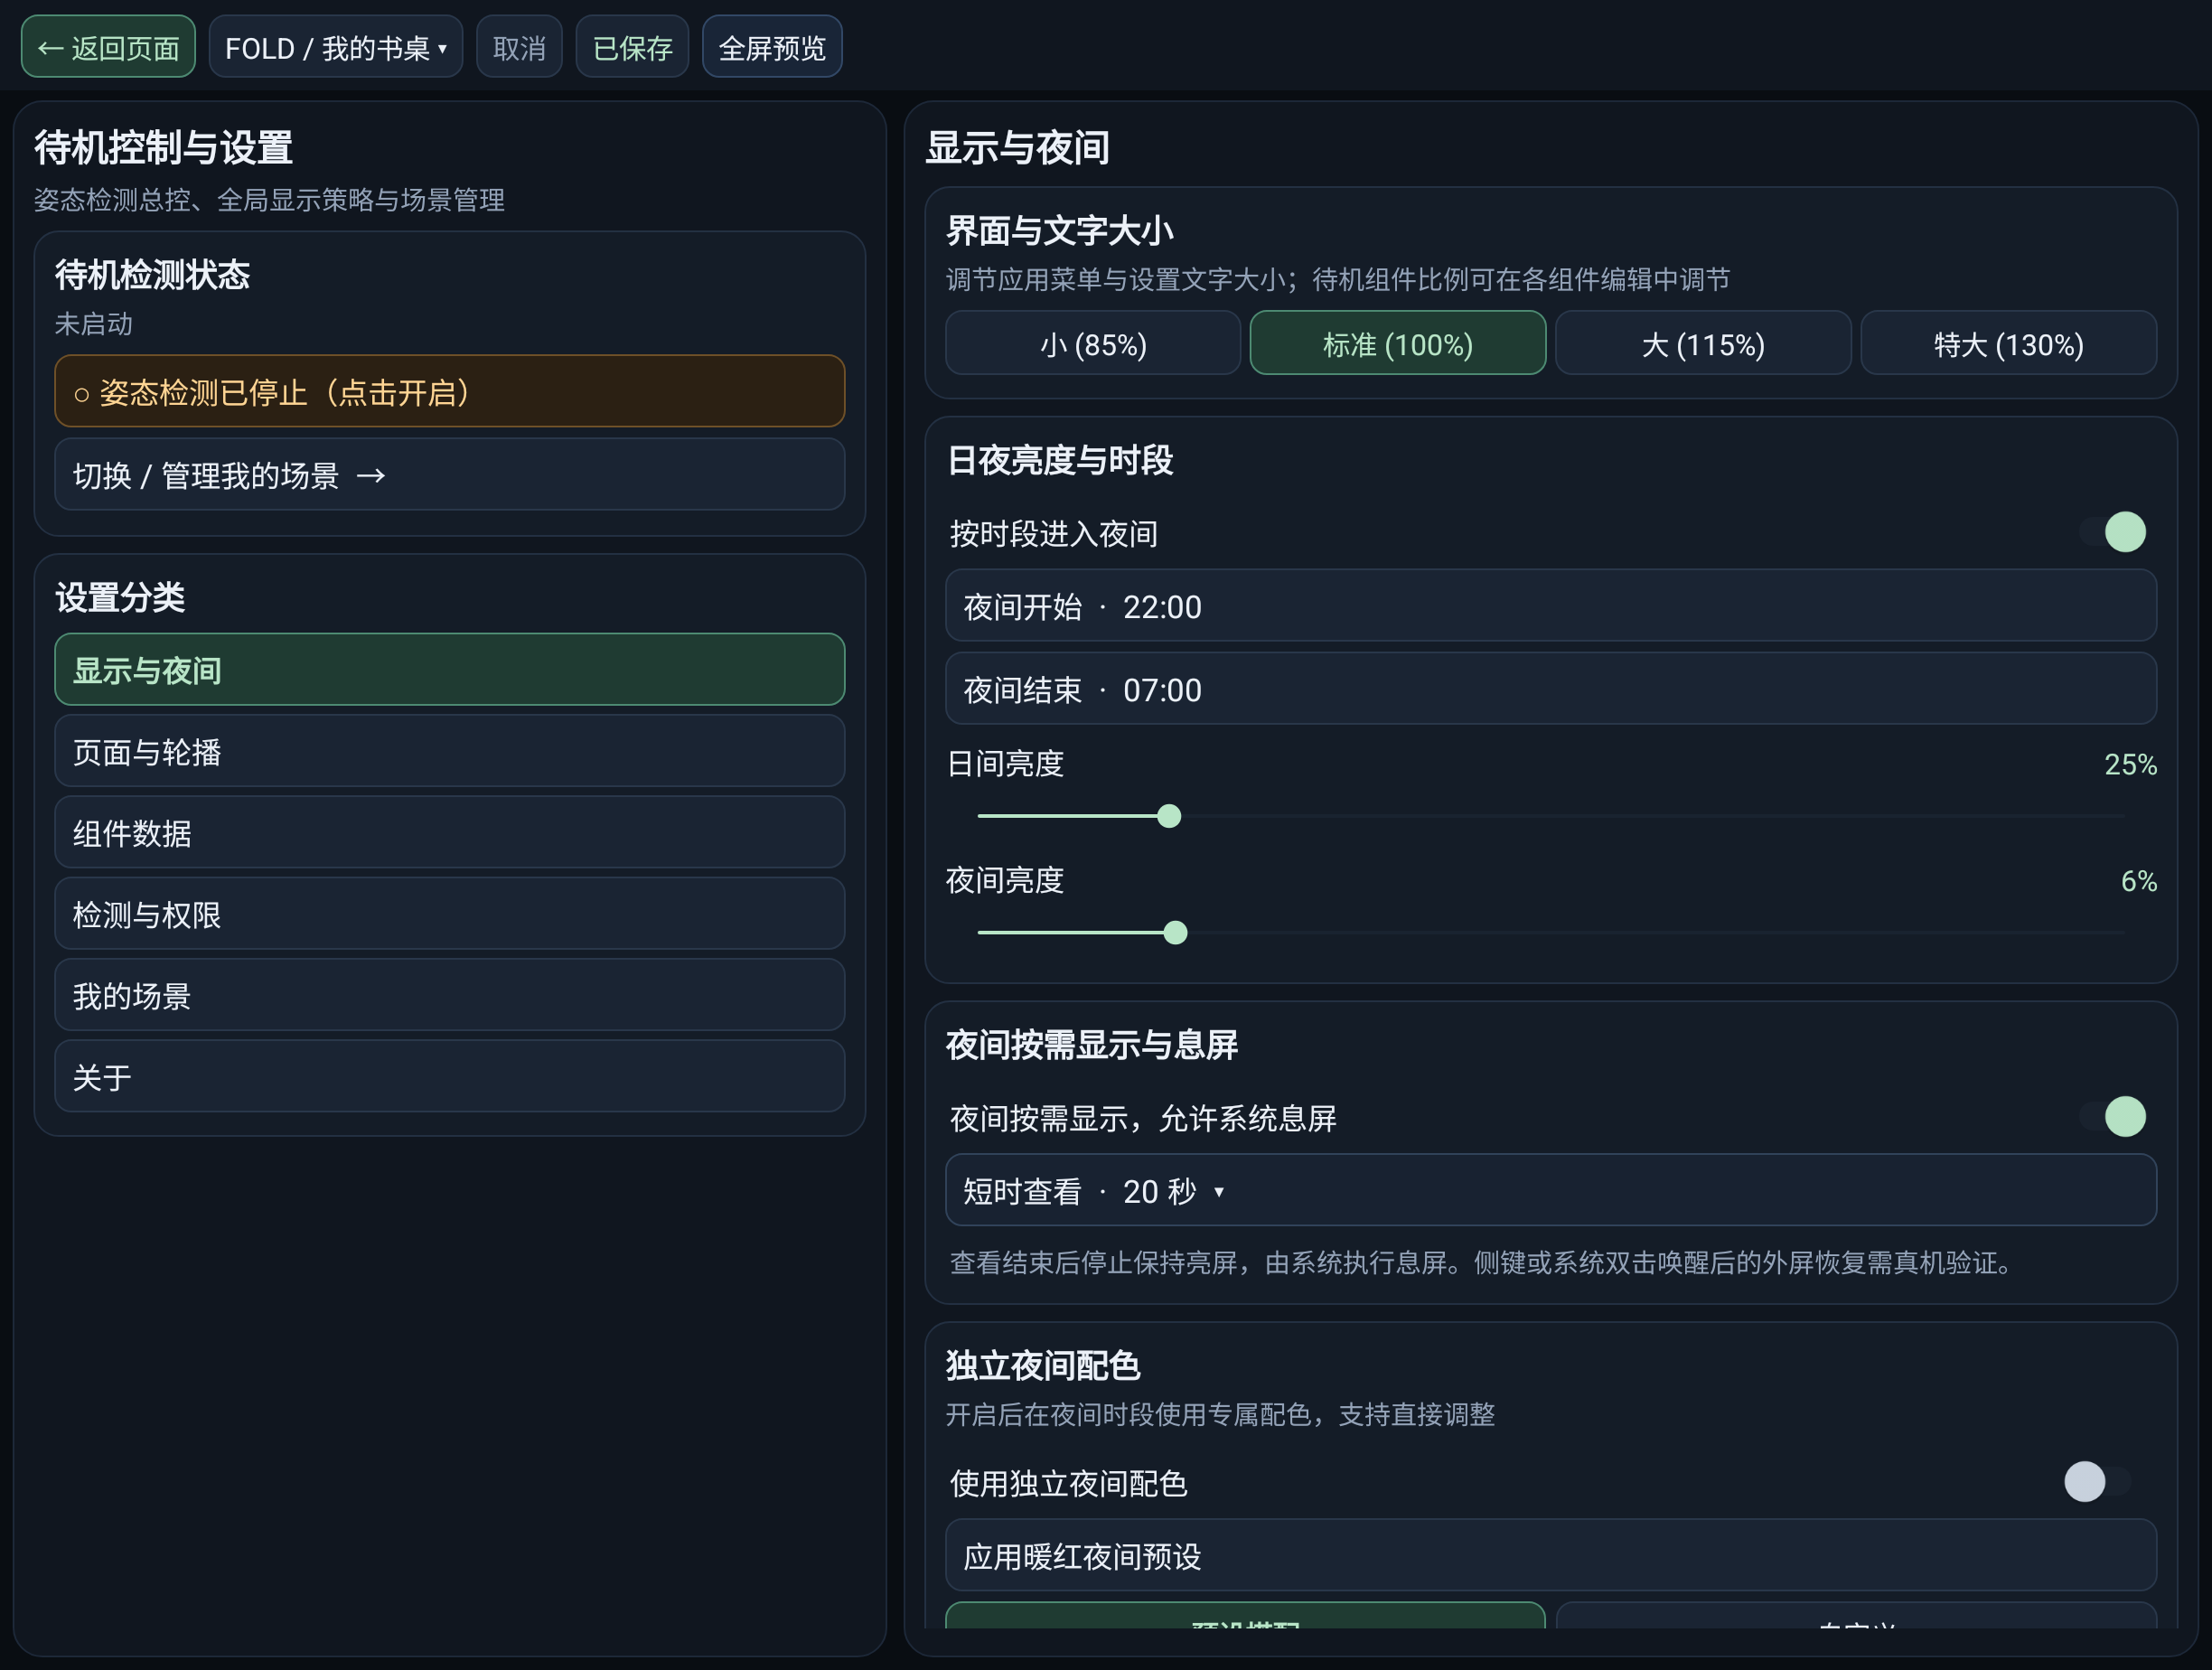 ← 返回页面
FOLD / 我的书桌 ▾
取消
已保存
全屏预览
待机控制与设置
姿态检测总控、全局显示策略与场景管理
待机检测状态
未启动
○ 姿态检测已停止（点击开启）
切换 / 管理我的场景 →
设置分类
显示与夜间
页面与轮播
组件数据
检测与权限
我的场景
关于
显示与夜间
界面与文字大小
调节应用菜单与设置文字大小；待机组件比例可在各组件编辑中调节
小 (85%)
标准 (100%)
大 (115%)
特大 (130%)
日夜亮度与时段
按时段进入夜间
夜间开始 · 22:00
夜间结束 · 07:00
日间亮度 25%
夜间亮度 6%
夜间按需显示与息屏
夜间按需显示，允许系统息屏
短时查看 · 20 秒 ▾
查看结束后停止保持亮屏，由系统执行息屏。侧键或系统双击唤醒后的外屏恢复需真机验证。
独立夜间配色
开启后在夜间时段使用专属配色，支持直接调整
使用独立夜间配色
应用暖红夜间预设
预设搭配
自定义